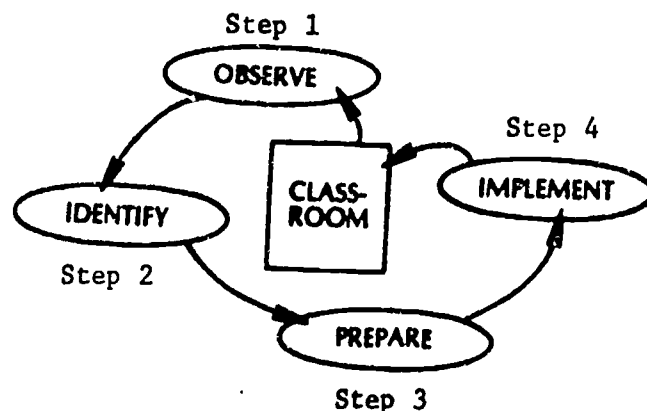 Step 1
OBSERVE
Step 4
CLASS-
ROOM
IMPLEMENT
IDENTIFY
Step 2
PREPARE
Step 3